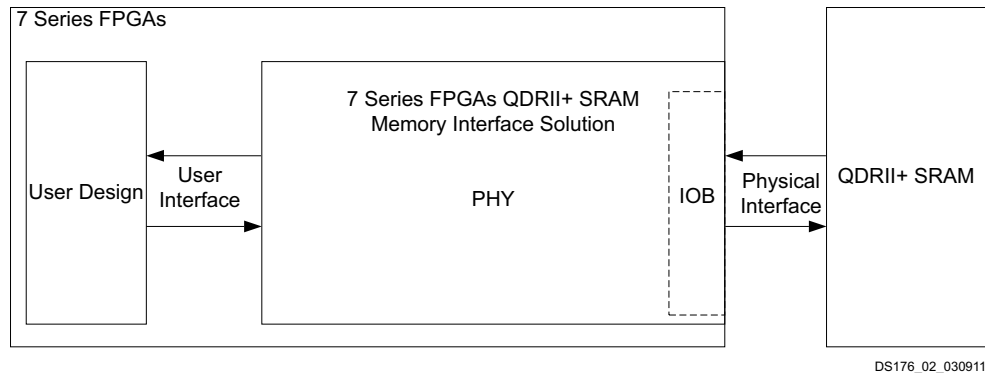 7 Series FPGAs
7 Series FPGAs QDRII+ SRAM
Memory Interface Solution
User Design
User
Interface
PHY
IOB
Physical
Interface
QDRII+ SRAM
DS176_02_030911